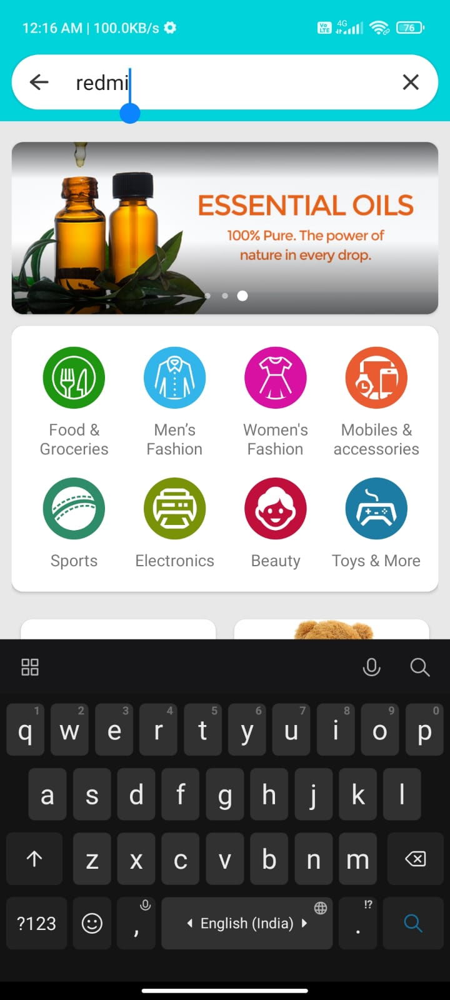 12:16 AM | 100.0KB/s
Vo LTE 4G 76
redmi
ESSENTIAL OILS
100% Pure. The power of
nature in every drop.
Food & Groceries
Men’s Fashion
Women's Fashion
Mobiles & accessories
Sports
Electronics
Beauty
Toys & More
1 2 3 4 5 6 7 8 9 0
q w e r t y u i o p
a s d f g h j k l
z x c v b n m
!?
?123 , English (India) .